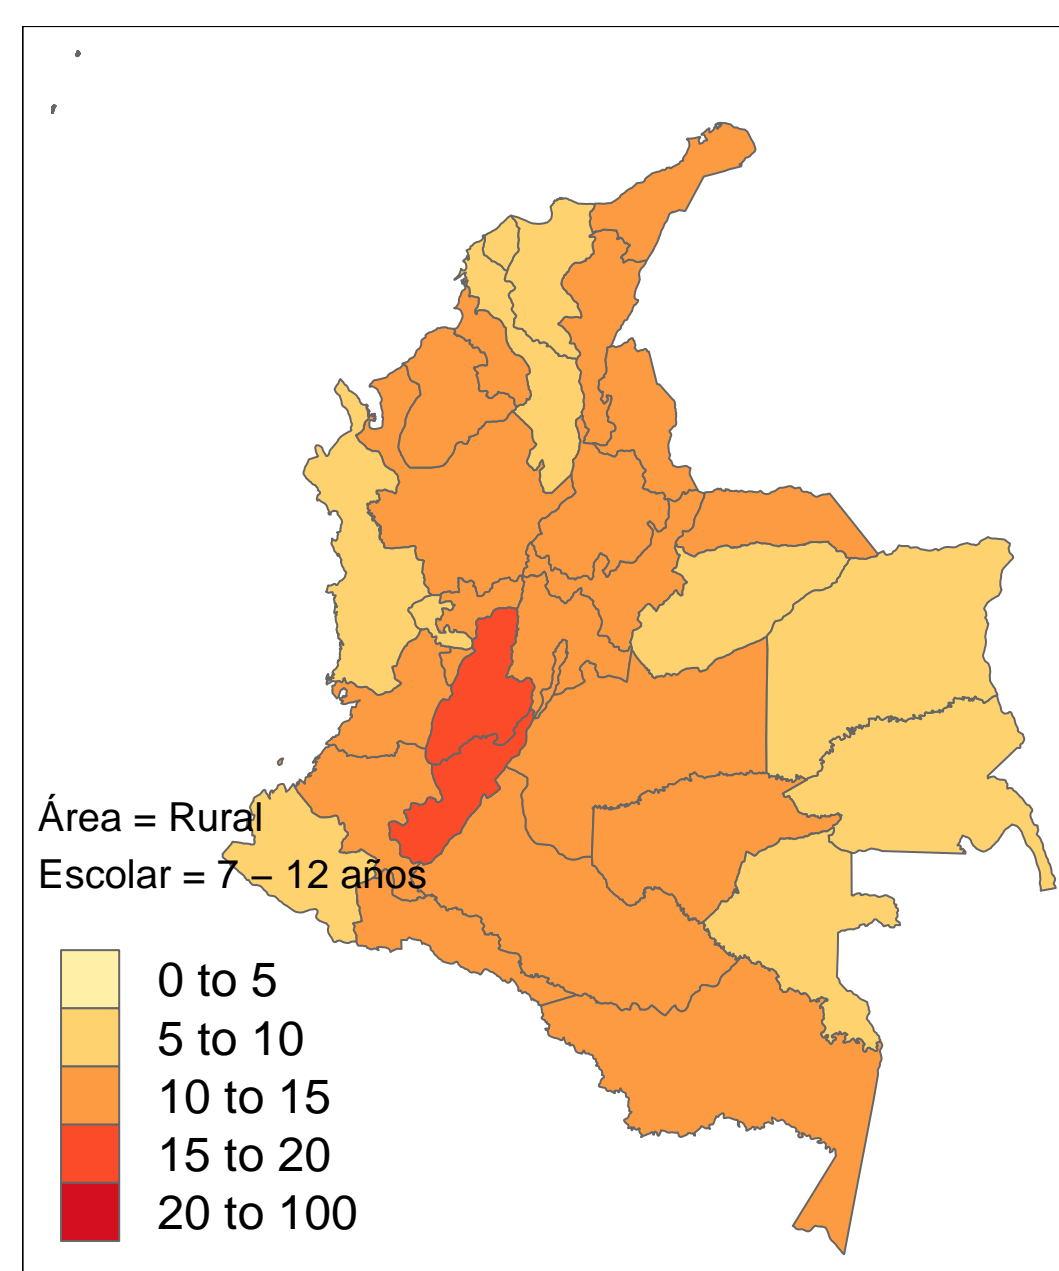 Área = Rural
Escolar = 7 – 12 años
0 to 5
5 to 10
10 to 15
15 to 20
20 to 100